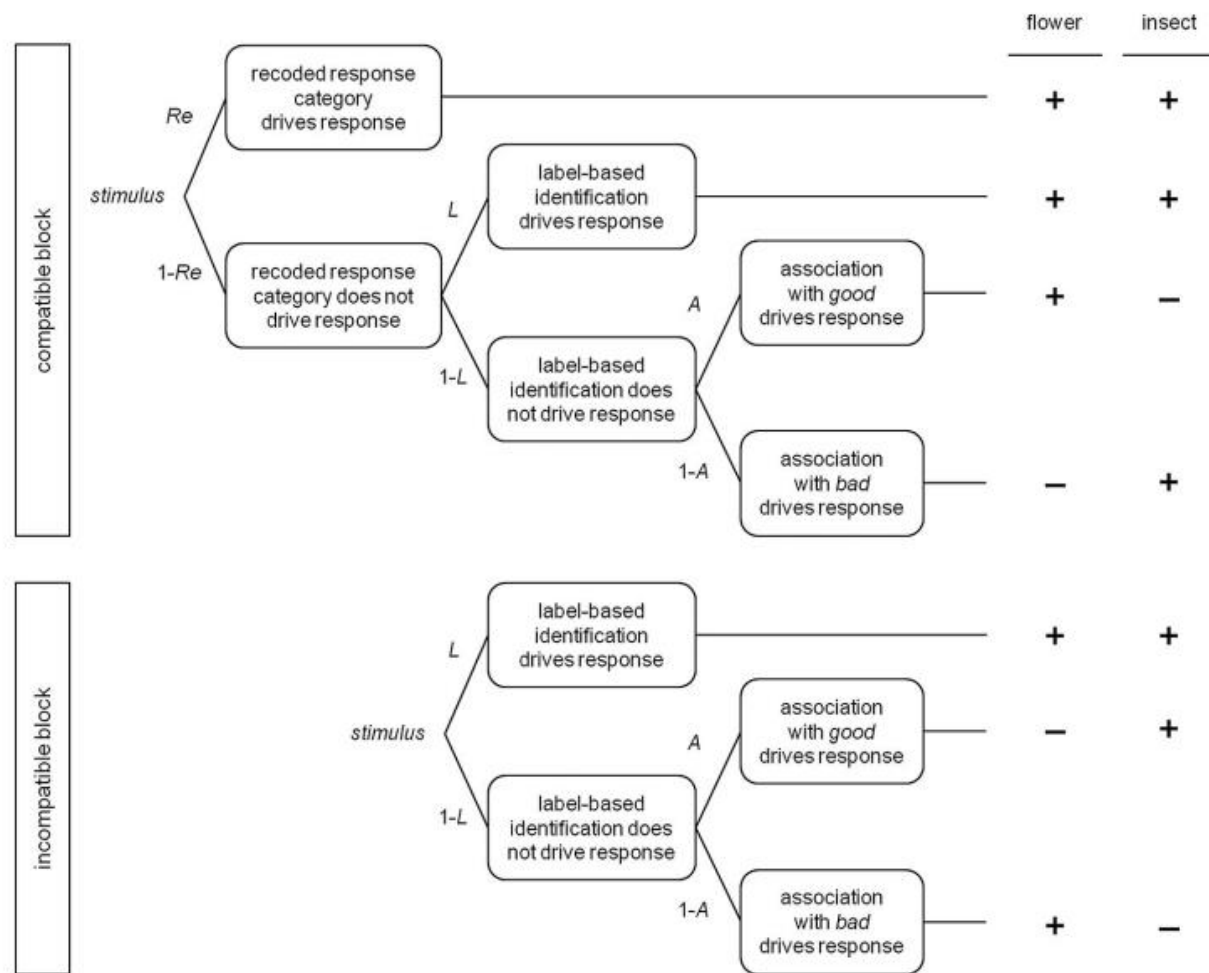 flower
insect
compatible block
stimulus
Re
recoded response
category
drives response
+
+
1-Re
recoded response
category does not
drive response
L
label-based
identification
drives response
+
+
1-L
label-based
identification does
not drive response
A
association
with good
drives response
+
–
1-A
association
with bad
drives response
–
+
incompatible block
stimulus
L
label-based
identification
drives response
+
+
1-L
label-based
identification does
not drive response
A
association
with good
drives response
–
+
1-A
association
with bad
drives response
+
–